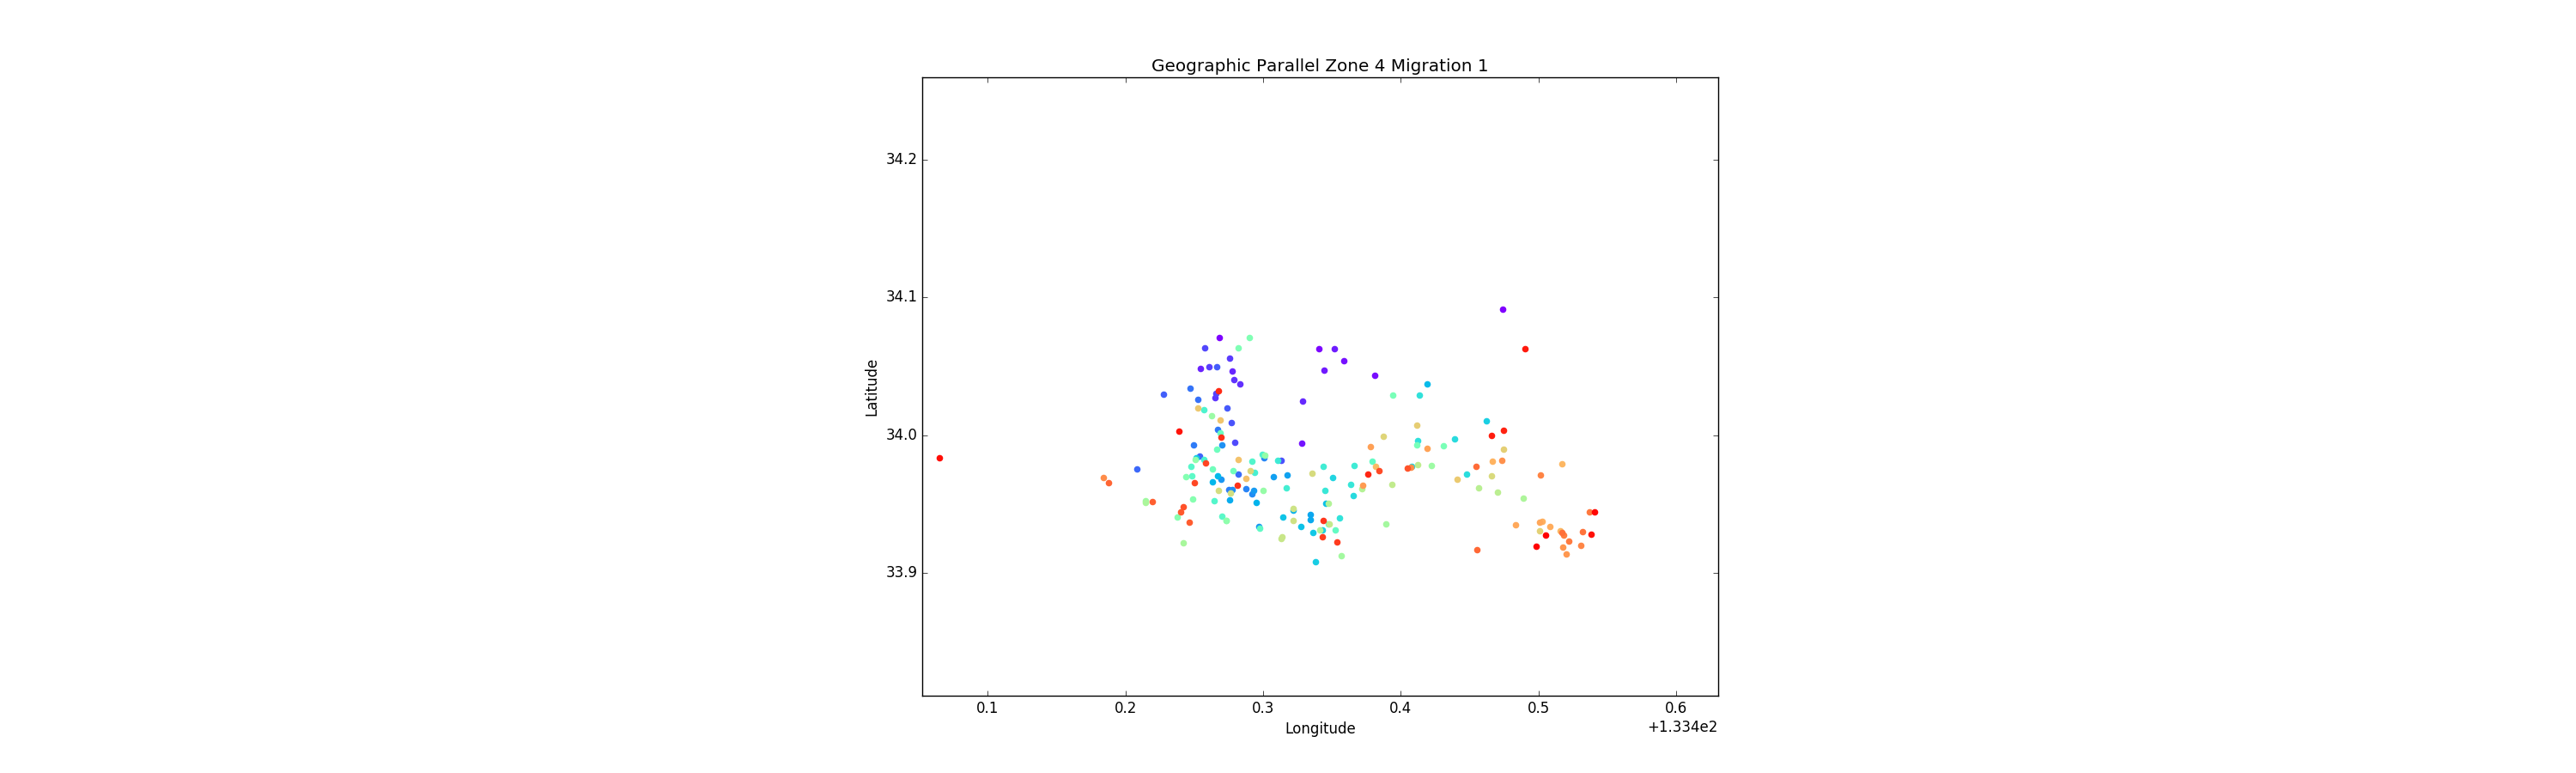 Geographic Parallel Zone 4 Migration 1
34.2
34.1
34.0
33.9
Latitude
0.1 0.2 0.3 0.4 0.5 0.6
+1.334e2
Longitude